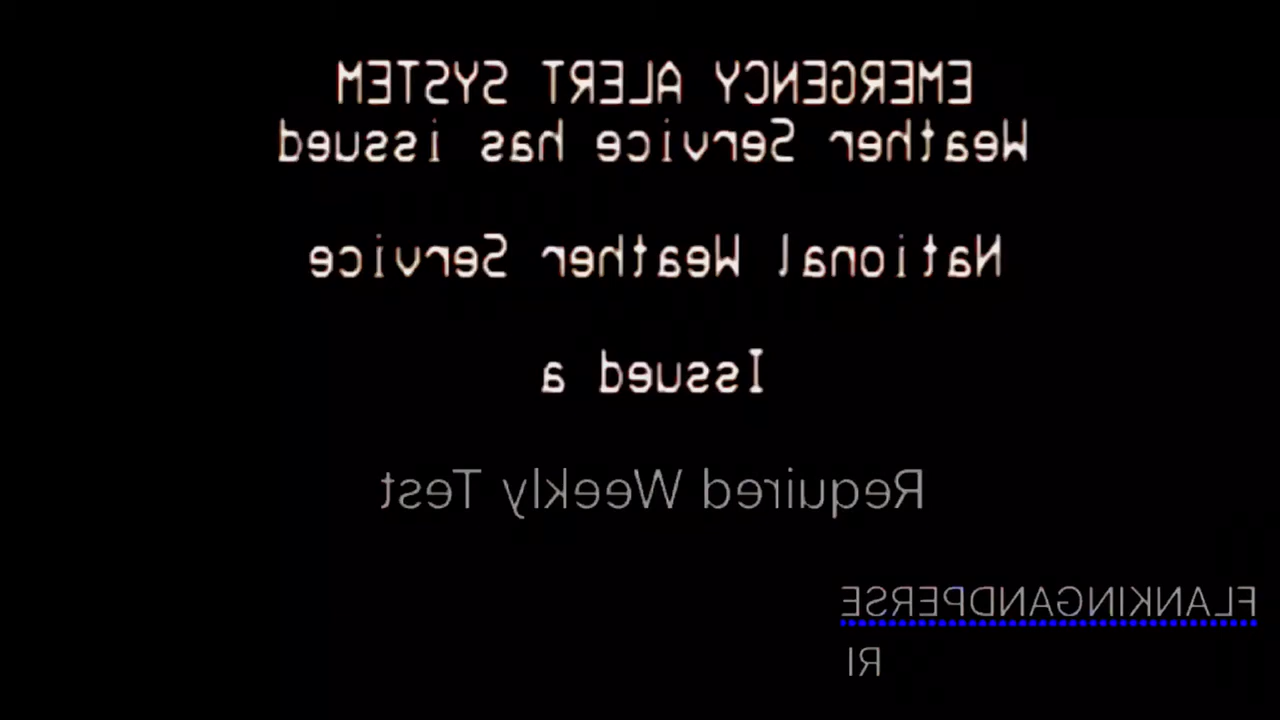 EMERGENCY ALERT SYSTEM
Weather Service has issued
National Weather Service
Issued a
Required Weekly Test
FLANKINGANDPERSE
RI